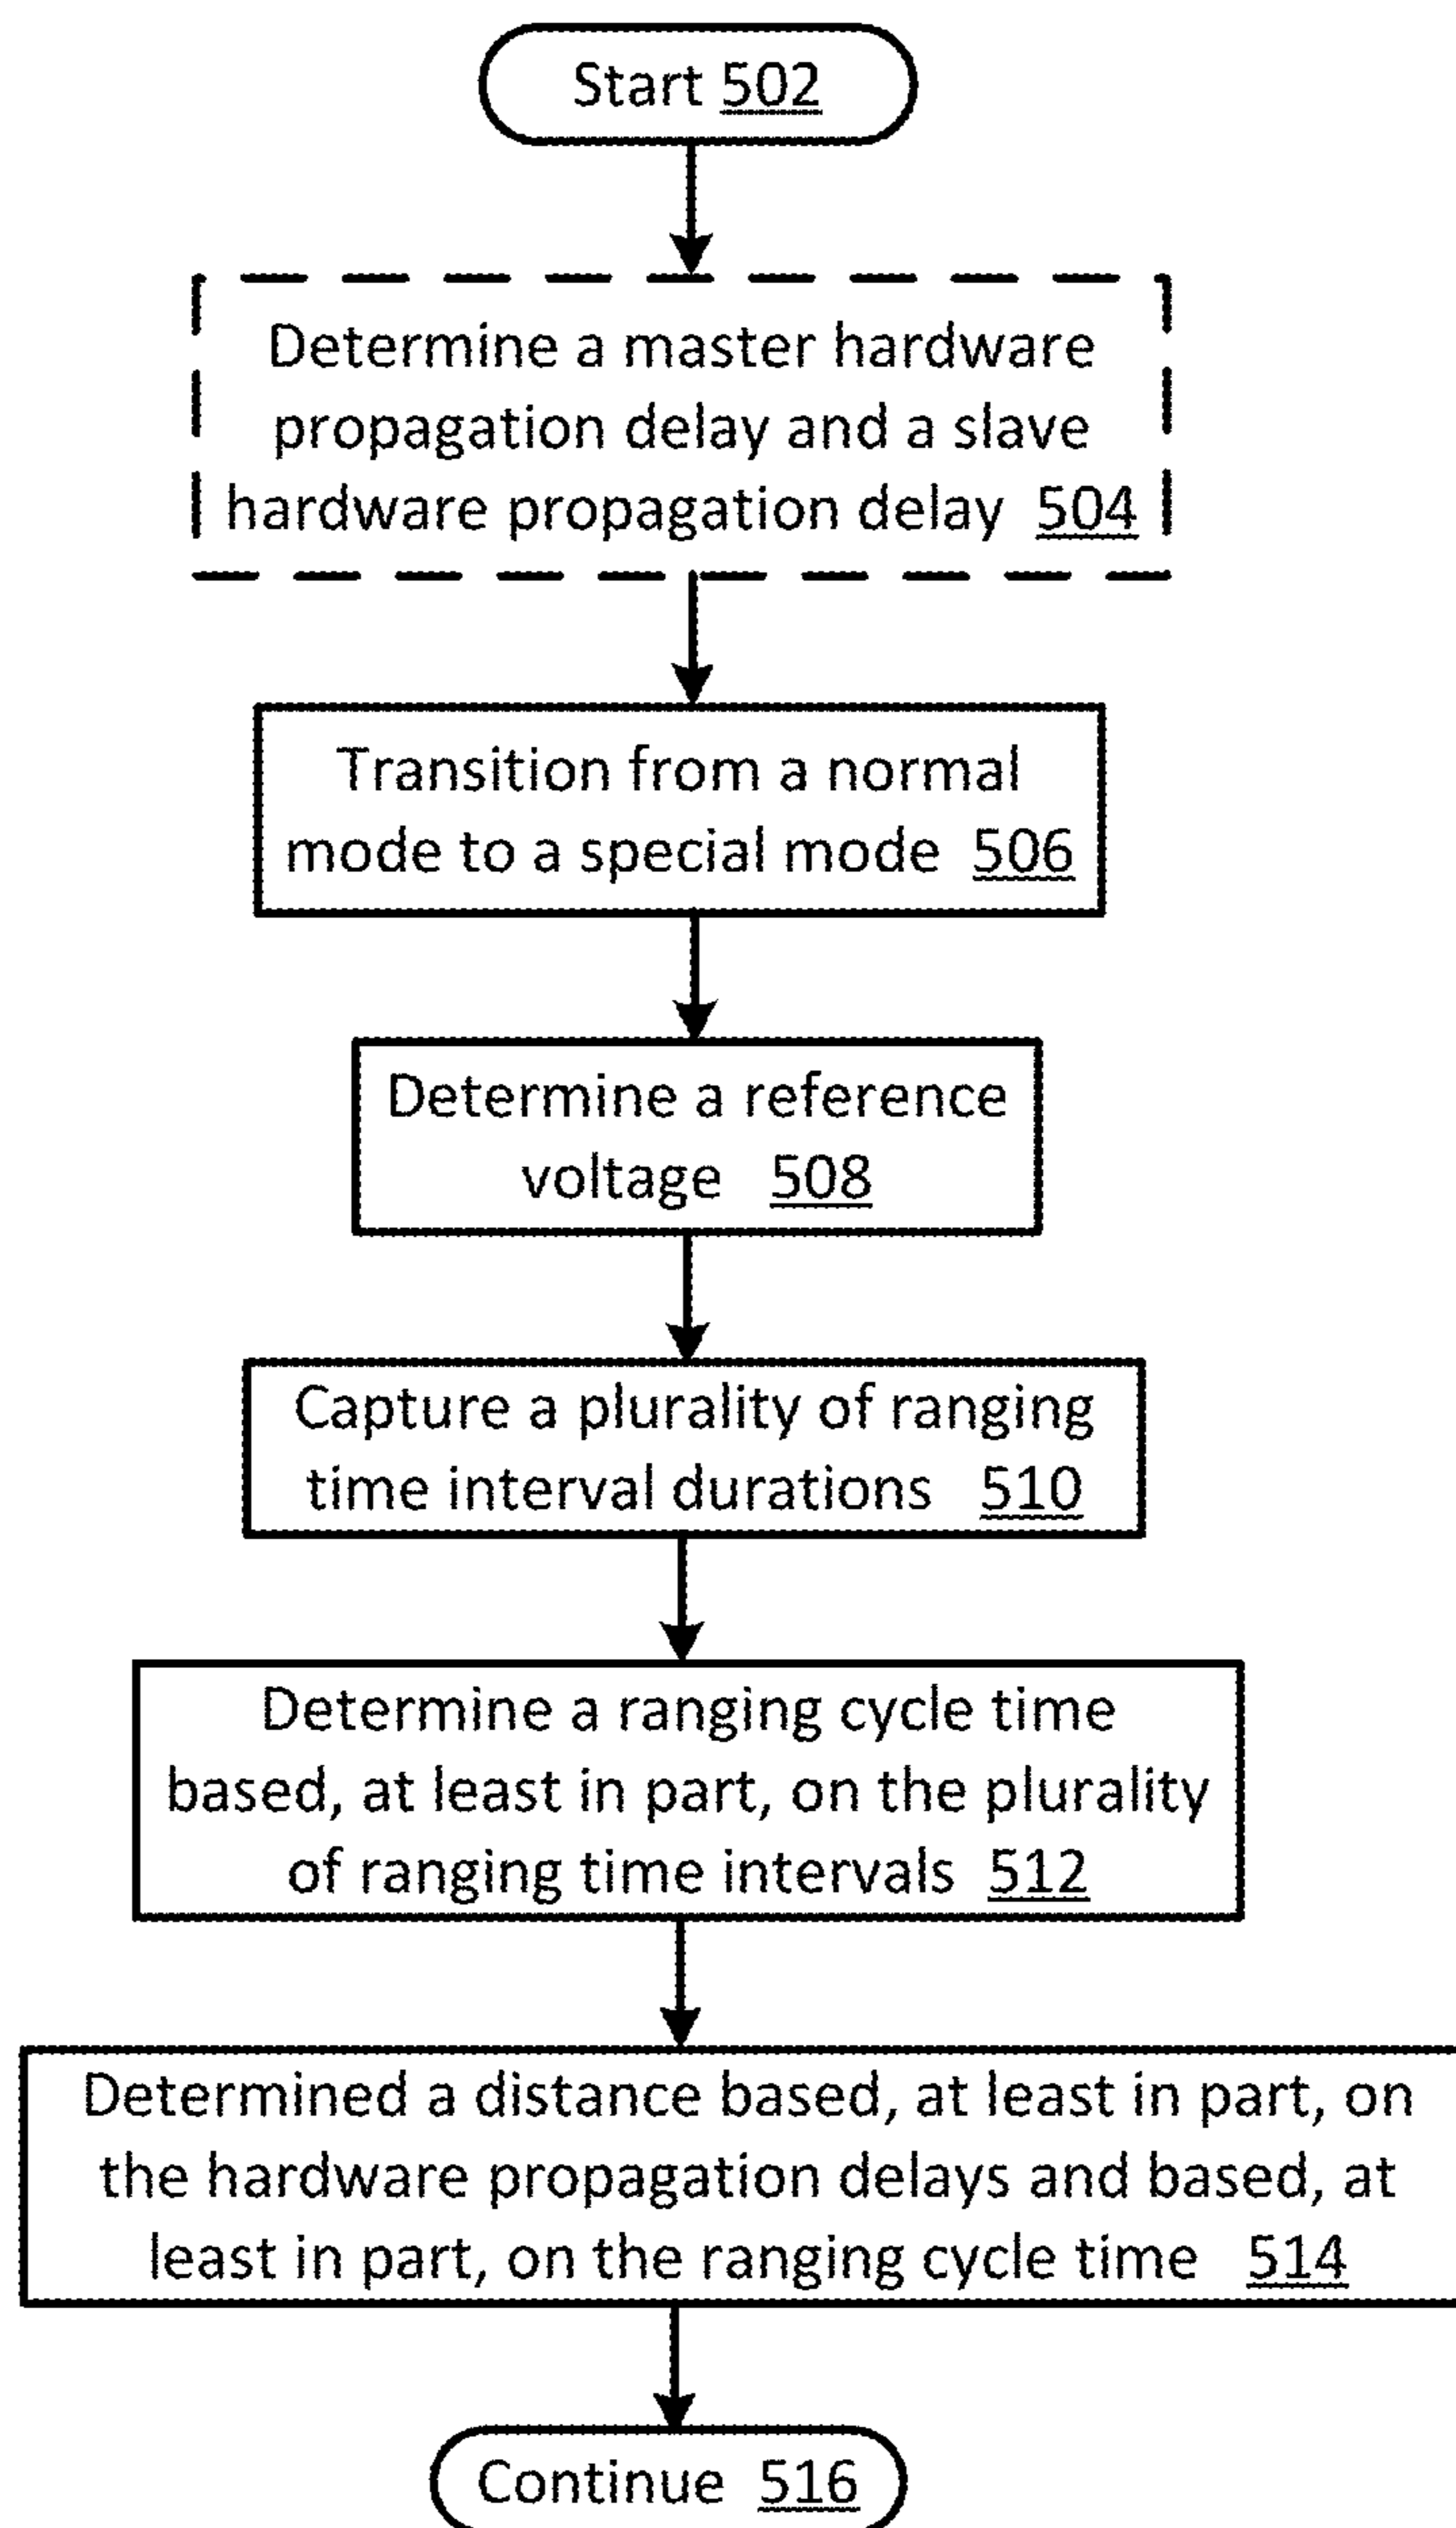 Start 502
Determine a master hardware
propagation delay and a slave
hardware propagation delay 504
Transition from a normal
mode to a special mode 506
Determine a reference
voltage 508
Capture a plurality of ranging
time interval durations 510
Determine a ranging cycle time
based, at least in part, on the plurality
of ranging time intervals 512
Determined a distance based, at least in part, on
the hardware propagation delays and based, at
least in part, on the ranging cycle time 514
Continue 516